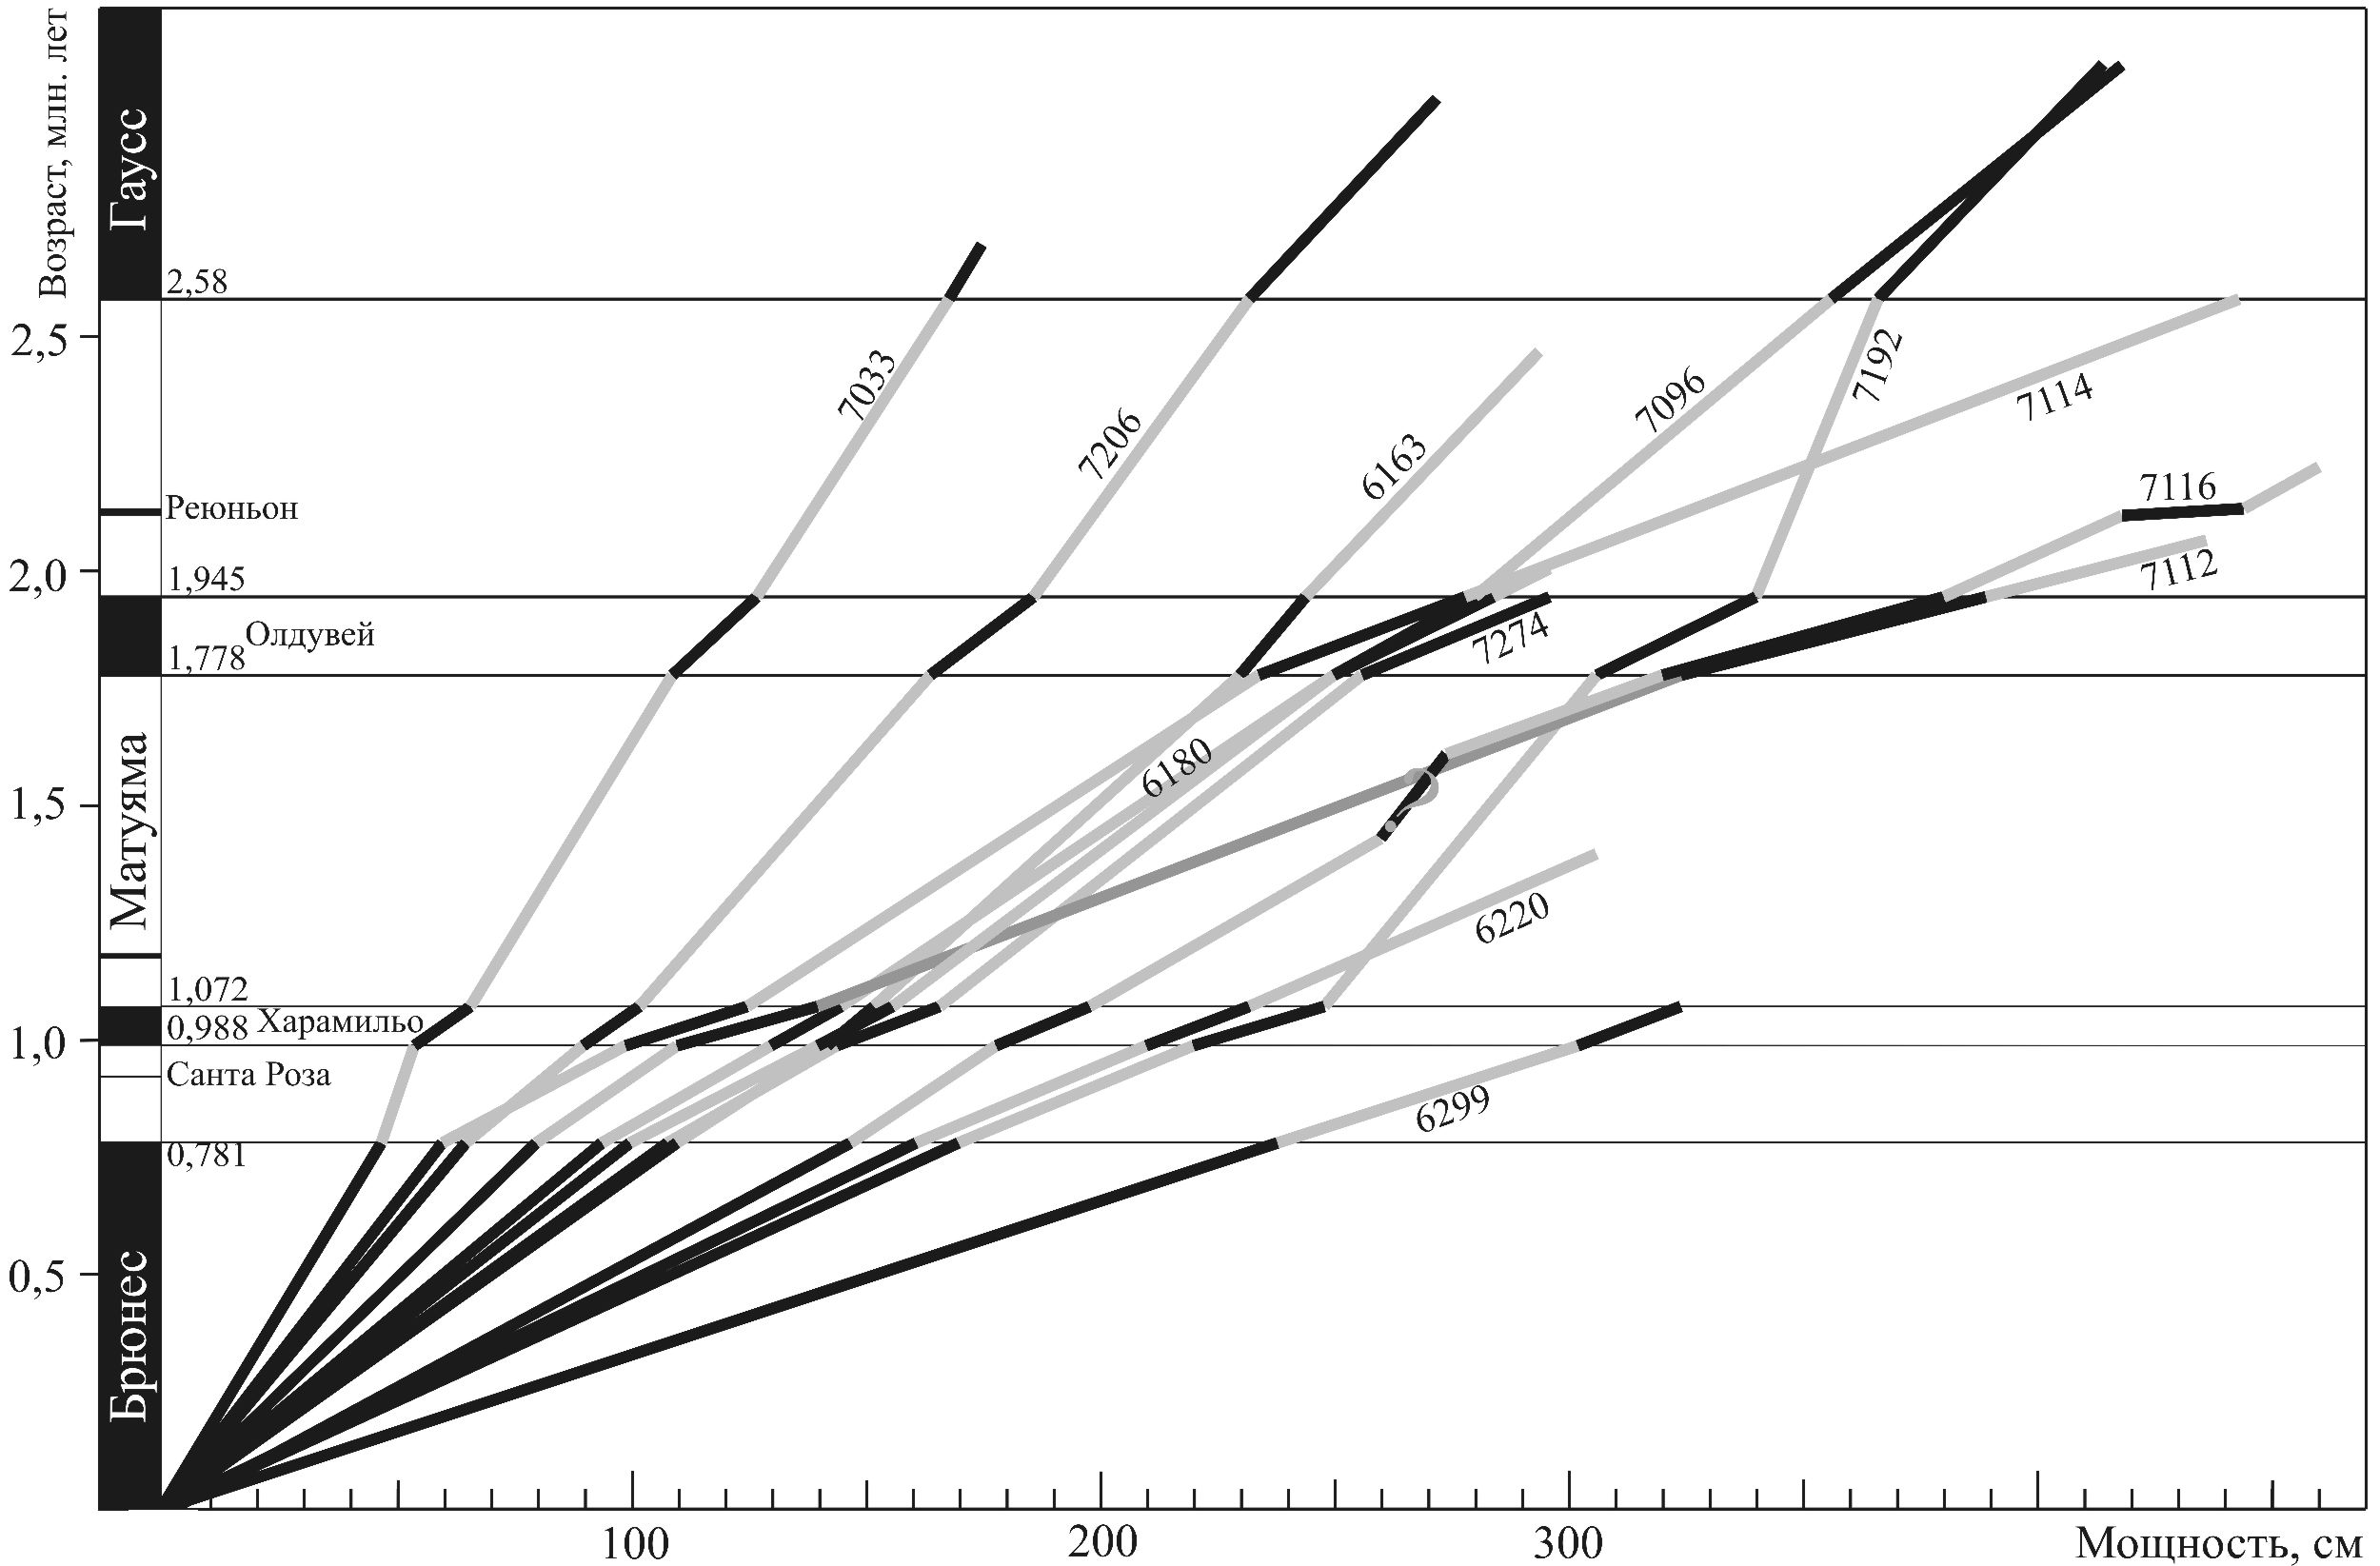 Возраст, млн. лет
Гаусс
2,58
2,5
7033
7206
6163
7096
7192
7114
7116
Реюньон
7112
2,0
1,945
Олдувей
7274
1,778
Матуяма
6180
1,5
6220
1,072
0,988 Харамильо
1,0
Санта Роза
6299
0,781
0,5
Брюнес
100
200
300
Мощность, см